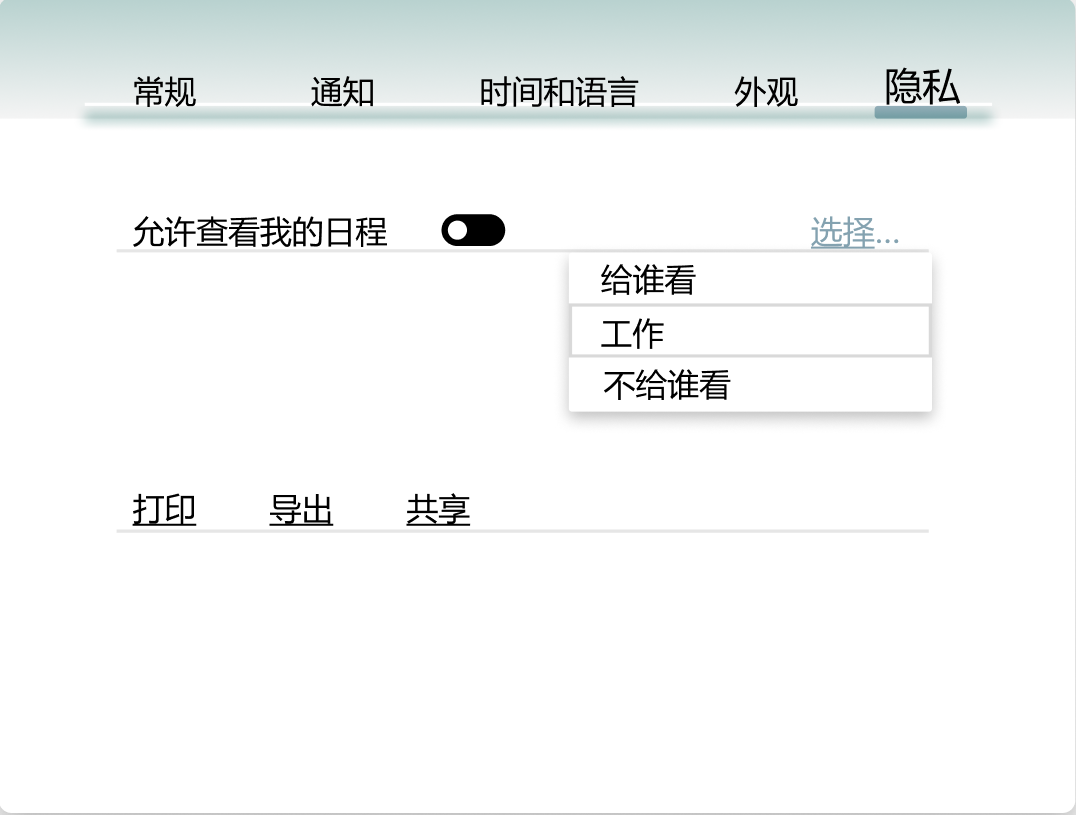 常规 通知 时间和语言 外观 隐私
允许查看我的日程 选择...
给谁看
工作
不给谁看
打印 导出 共享